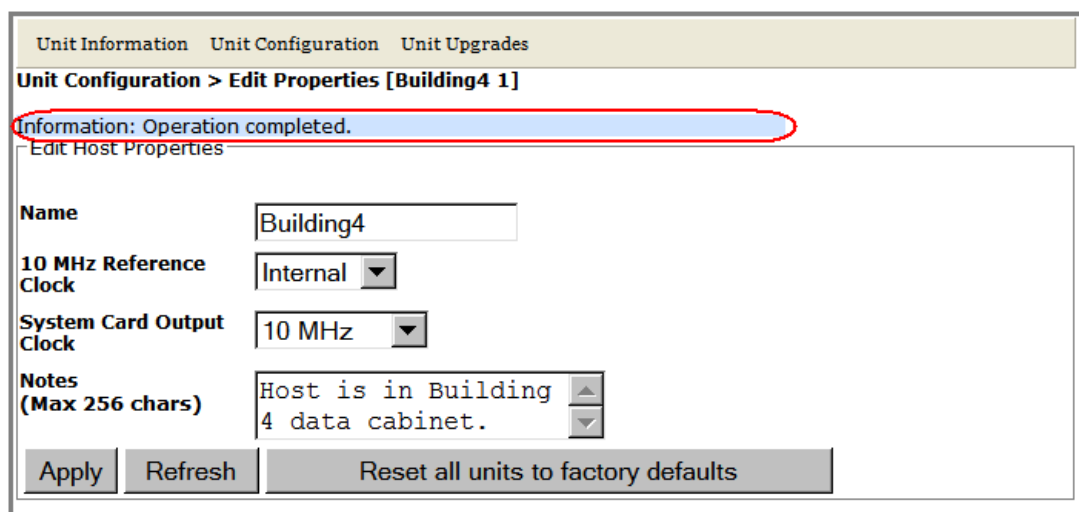 Unit Information Unit Configuration Unit Upgrades
Unit Configuration > Edit Properties [Building4 1]
Information: Operation completed.
Edit Host Properties
Name
Building4
10 MHz Reference
Clock
Internal
System Card Output
Clock
10 MHz
Notes
(Max 256 chars)
Host is in Building
4 data cabinet.
Apply Refresh Reset all units to factory defaults